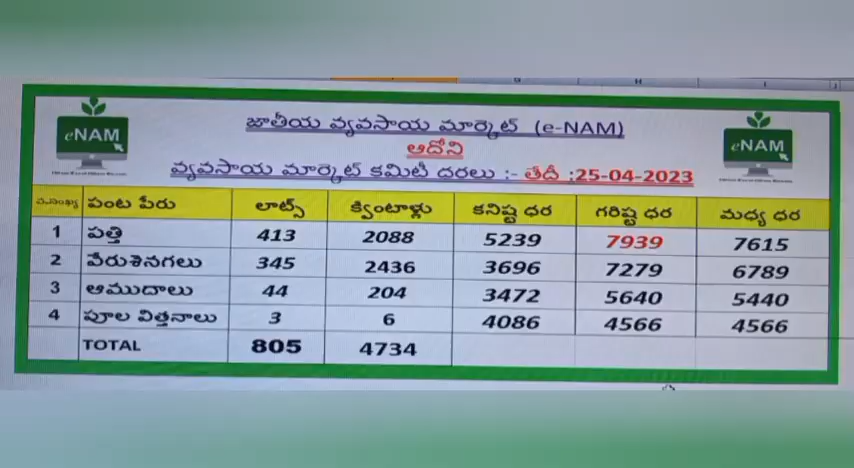 eNAM
జాతీయ వ్యవసాయ మార్కెట్ (e-NAM)
eNAM
ఆదోని
వ్యవసాయ మార్కెట్ కమిటీ దరలు :- తేదీ :25-04-2023
పంట పేరు లాట్స్ క్వింటాళ్లు కనిష్ట ధర గరిష్ట ధర మధ్య ధర
1 పత్తి 413 2088 5239 7939 7615
2 వేరుశెనగలు 345 2436 3696 7279 6789
3 ఆముదాలు 44 204 3472 5640 5440
4 పూల విత్తనాలు 3 6 4086 4566 4566
TOTAL 805 4734